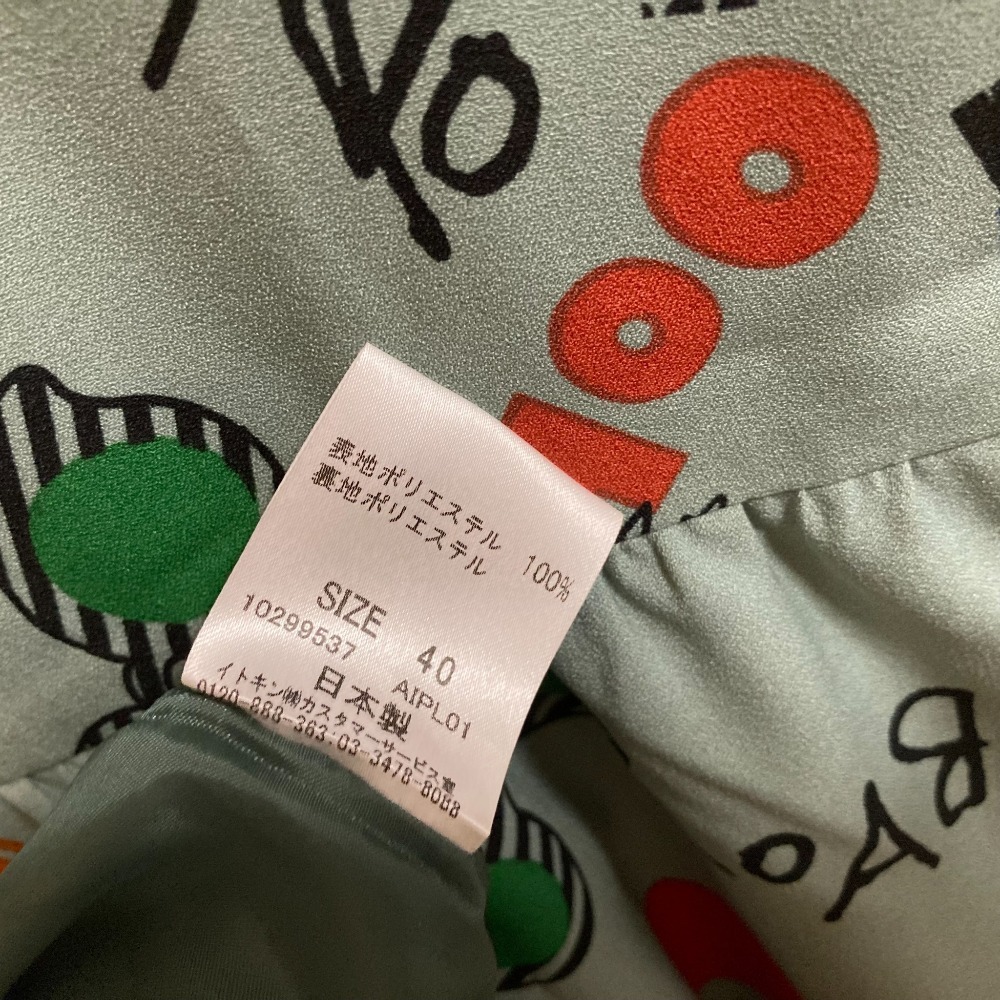 表地ポリエステル
裏地ポリエステル 100%
SIZE 40
10299537 AIPL01
日本製
イトキン㈱カスタマーサービス室
0120-888-363:03-3478-8088